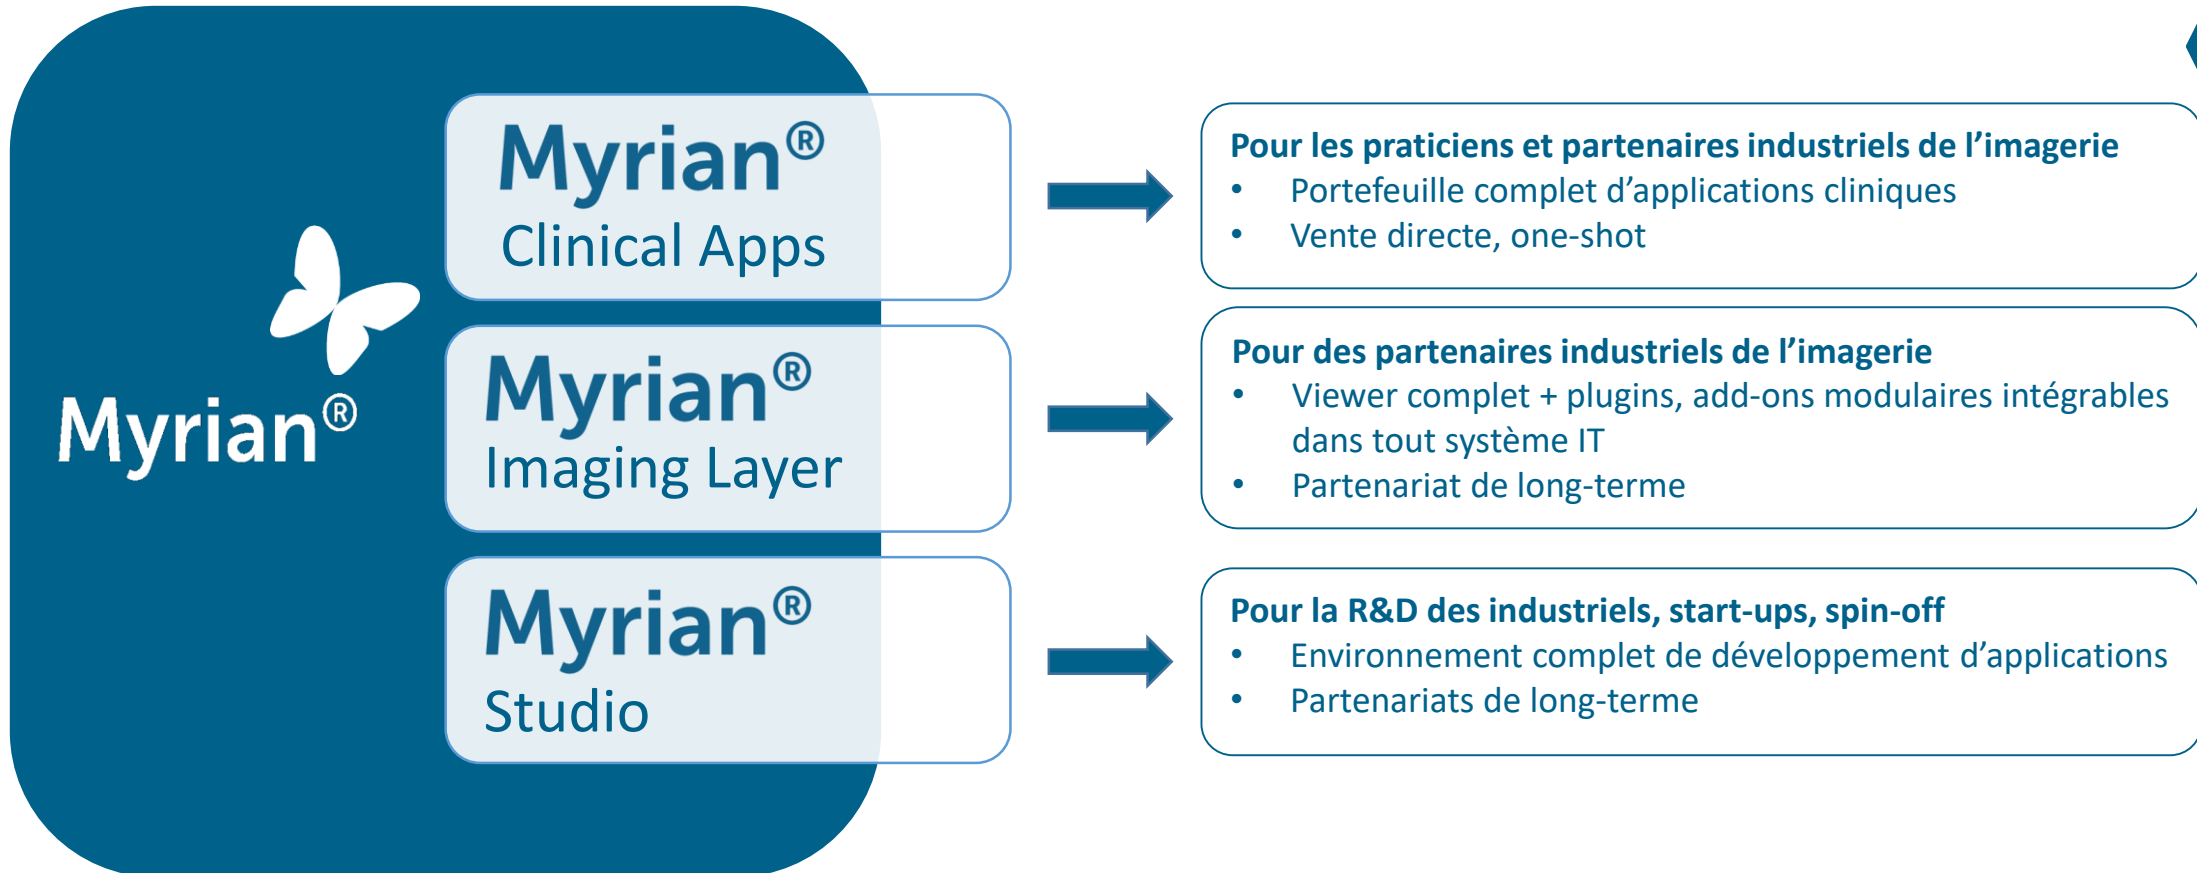 Myrian®
Myrian®
Clinical Apps
Pour les praticiens et partenaires industriels de l’imagerie
• Portefeuille complet d’applications cliniques
• Vente directe, one-shot
Myrian®
Imaging Layer
Pour des partenaires industriels de l’imagerie
• Viewer complet + plugins, add-ons modulaires intégrables
dans tout système IT
• Partenariat de long-terme
Myrian®
Studio
Pour la R&D des industriels, start-ups, spin-off
• Environnement complet de développement d’applications
• Partenariats de long-terme